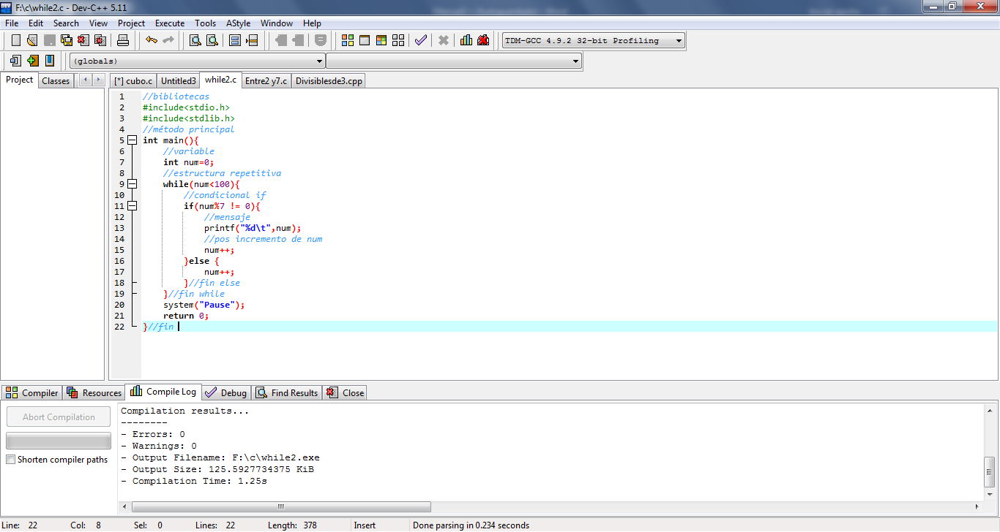 F:\c\while2.c - Dev-C++ 5.11
File Edit Search View Project Execute Tools AStyle Window Help
TDM-GCC 4.9.2 32-bit Profiling
(globals)
Project Classes
[*] cubo.c Untitled3 while2.c Entre2 y7.c Divisiblesde3.cpp
1 //bibliotecas
2 #include<stdio.h>
3 #include<stdlib.h>
4 //método principal
5 int main(){
6 //variable
7 int num=0;
8 //estructura repetitiva
9 while(num<100){
10 //condicional if
11 if(num%7 != 0){
12 //mensaje
13 printf("%d\t",num);
14 //pos incremento de num
15 num++;
16 }else {
17 num++;
18 }//fin else
19 }//fin while
20 system("Pause");
21 return 0;
22 }//fin
Compiler Resources Compile Log Debug Find Results Close
Abort Compilation
Shorten compiler paths
Compilation results...
--------
- Errors: 0
- Warnings: 0
- Output Filename: F:\c\while2.exe
- Output Size: 125.5927734375 KiB
- Compilation Time: 1.25s
Line: 22 Col: 8 Sel: 0 Lines: 22 Length: 378 Insert Done parsing in 0.234 seconds